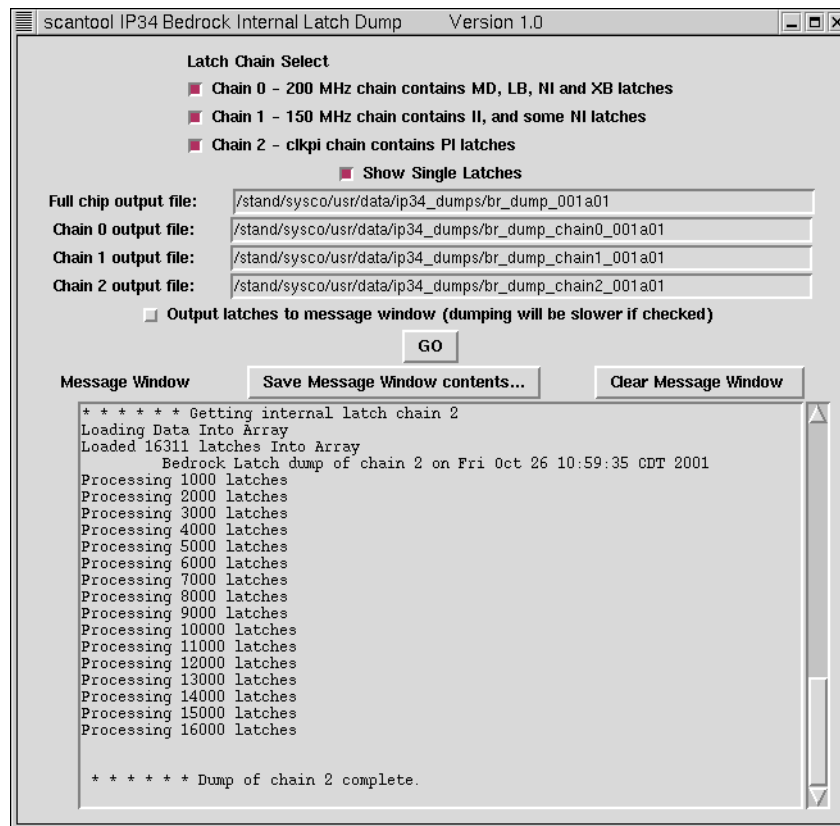 scantool IP34 Bedrock Internal Latch Dump Version 1.0
Latch Chain Select
Chain 0 - 200 MHz chain contains MD, LB, NI and XB latches
Chain 1 - 150 MHz chain contains II, and some NI latches
Chain 2 - clkpi chain contains PI latches
Show Single Latches
Full chip output file: /stand/sysco/usr/data/ip34_dumps/br_dump_001a01
Chain 0 output file: /stand/sysco/usr/data/ip34_dumps/br_dump_chain0_001a01
Chain 1 output file: /stand/sysco/usr/data/ip34_dumps/br_dump_chain1_001a01
Chain 2 output file: /stand/sysco/usr/data/ip34_dumps/br_dump_chain2_001a01
Output latches to message window (dumping will be slower if checked)
GO
Message Window Save Message Window contents... Clear Message Window
* * * * * * Getting internal latch chain 2
Loading Data Into Array
Loaded 16311 latches Into Array
Bedrock Latch dump of chain 2 on Fri Oct 26 10:59:35 CDT 2001
Processing 1000 latches
Processing 2000 latches
Processing 3000 latches
Processing 4000 latches
Processing 5000 latches
Processing 6000 latches
Processing 7000 latches
Processing 8000 latches
Processing 9000 latches
Processing 10000 latches
Processing 11000 latches
Processing 12000 latches
Processing 13000 latches
Processing 14000 latches
Processing 15000 latches
Processing 16000 latches
* * * * * * Dump of chain 2 complete.